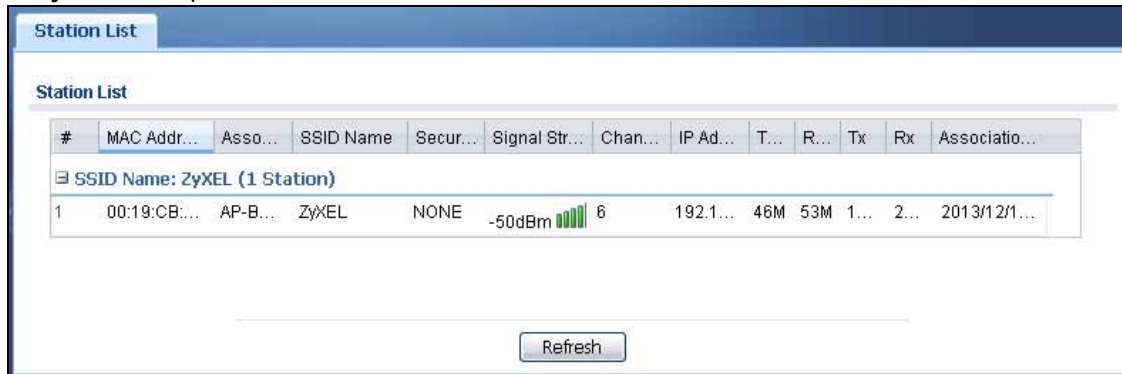 Station List
Station List
# MAC Addr... Asso... SSID Name Secur... Signal Str... Chan... IP Ad... T... R... Tx Rx Associatio...
SSID Name: ZyXEL (1 Station)
1 00:19:CB:... AP-B... ZyXEL NONE -50dBm 6 192.1... 46M 53M 1... 2... 2013/12/1...
Refresh